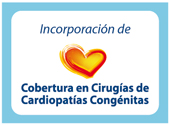 Incorporación de
Cobertura en Cirugías de
Cardiopatías Congénitas